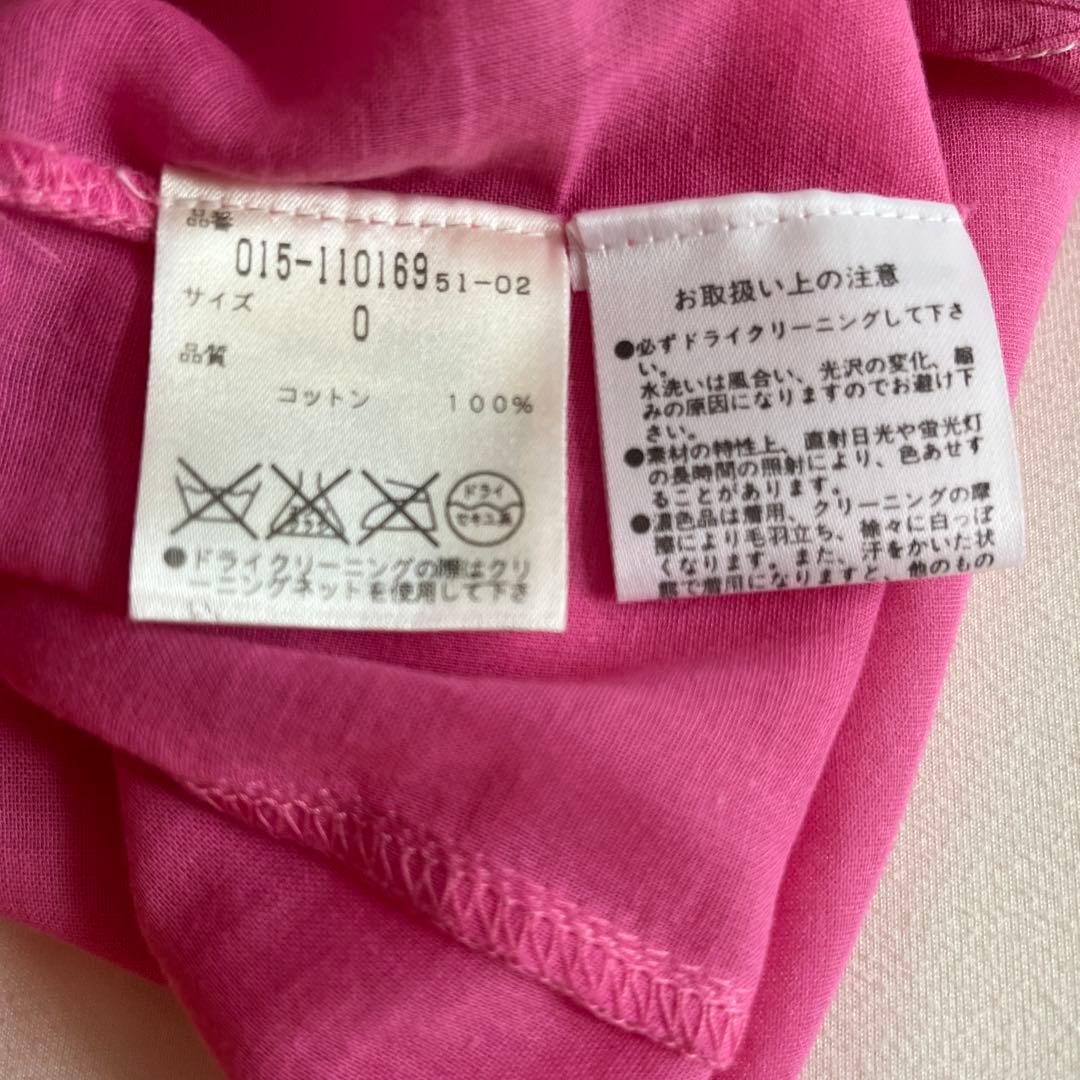 品番
015-110169 51-02
サイズ
0
品質
コットン 100%
エンソサラシ
ドライ
セキユ系
●ドライクリーニングの際はクリ
ーニングネットを使用して下さ
お取扱い上の注意
●必ずドライクリーニングして下さ
い。
水洗いは風合い、光沢の変化、縮
みの原因になりますのでお避け下
さい。
●素材の特性上、直射日光や蛍光灯
の長時間の照射により、色あせす
ることがあります。
●濃色品は着用、クリーニングの摩
擦により毛羽立ち、徐々に白っぽ
くなります。また、汗をかいた状
態で着用になりますと、他のもの